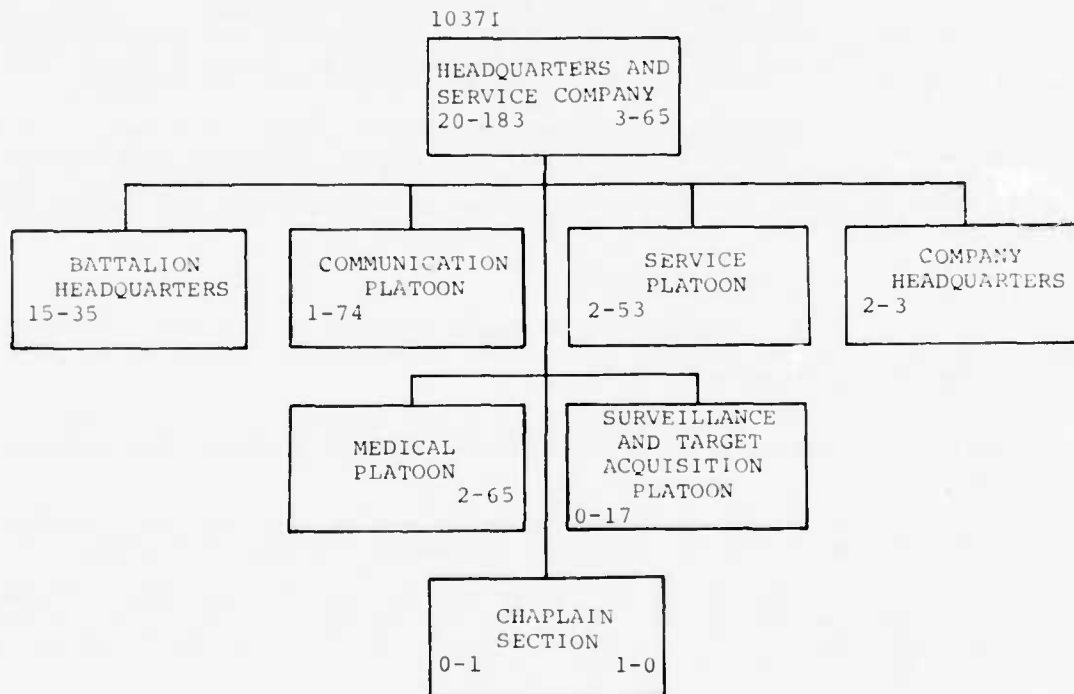 1037I
HEADQUARTERS AND
SERVICE COMPANY
20-183 3-65
BATTALION
HEADQUARTERS
15-35
COMMUNICATION
PLATOON
1-74
SERVICE
PLATOON
2-53
COMPANY
HEADQUARTERS
2-3
MEDICAL
PLATOON
2-65
SURVEILLANCE
AND TARGET
ACQUISITION
PLATOON
0-17
CHAPLAIN
SECTION
0-1 1-0